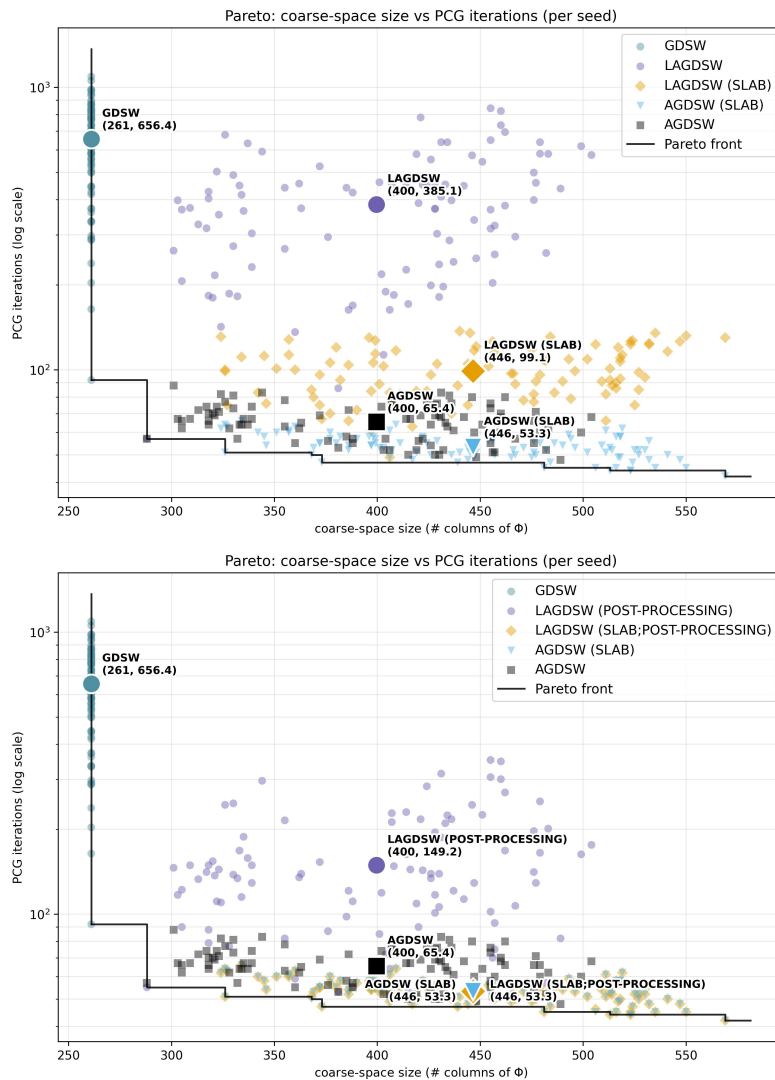 Pareto: coarse-space size vs PCG iterations (per seed)
GDSW
LAGDSW
LAGDSW (SLAB)
AGDSW (SLAB)
AGDSW
Pareto front
10³
10²
PCG iterations (log scale)
GDSW
(261, 656.4)
LAGDSW
(400, 385.1)
LAGDSW (SLAB)
(446, 99.1)
AGDSW
(400, 65.4)
AGDSW (SLAB)
(446, 53.3)
250 300 350 400 450 500 550
coarse-space size (# columns of Φ)
Pareto: coarse-space size vs PCG iterations (per seed)
GDSW
LAGDSW (POST-PROCESSING)
LAGDSW (SLAB;POST-PROCESSING)
AGDSW (SLAB)
AGDSW
Pareto front
10³
10²
PCG iterations (log scale)
GDSW
(261, 656.4)
LAGDSW (POST-PROCESSING)
(400, 149.2)
AGDSW
(400, 65.4)
AGDSW (SLAB)
(446, 53.3)
LAGDSW (SLAB;POST-PROCESSING)
(446, 53.3)
250 300 350 400 450 500 550
coarse-space size (# columns of Φ)